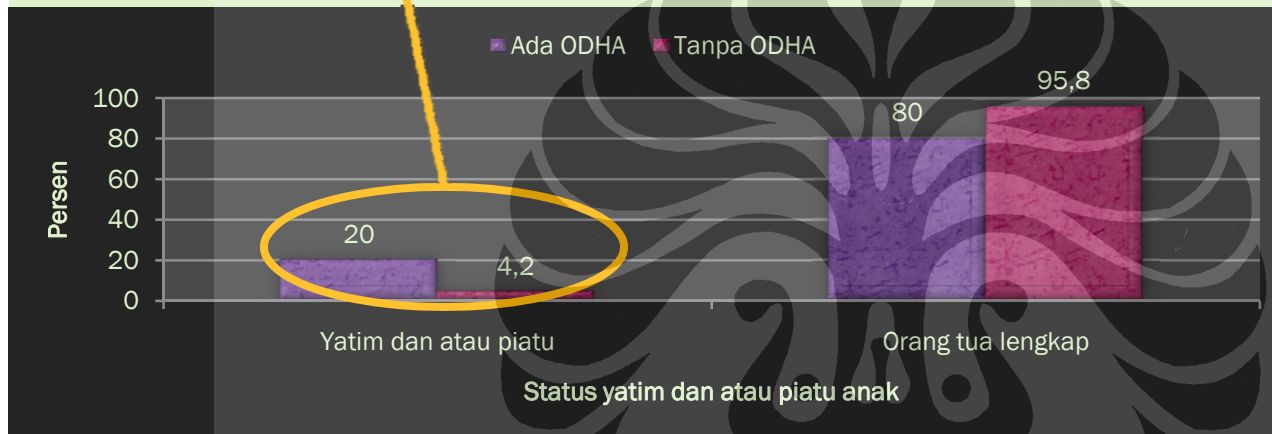 Ada ODHA Tanpa ODHA
95,8
100
80
80
60
Persen
40
20
20
4,2
0
Yatim dan atau piatu Orang tua lengkap
Status yatim dan atau piatu anak